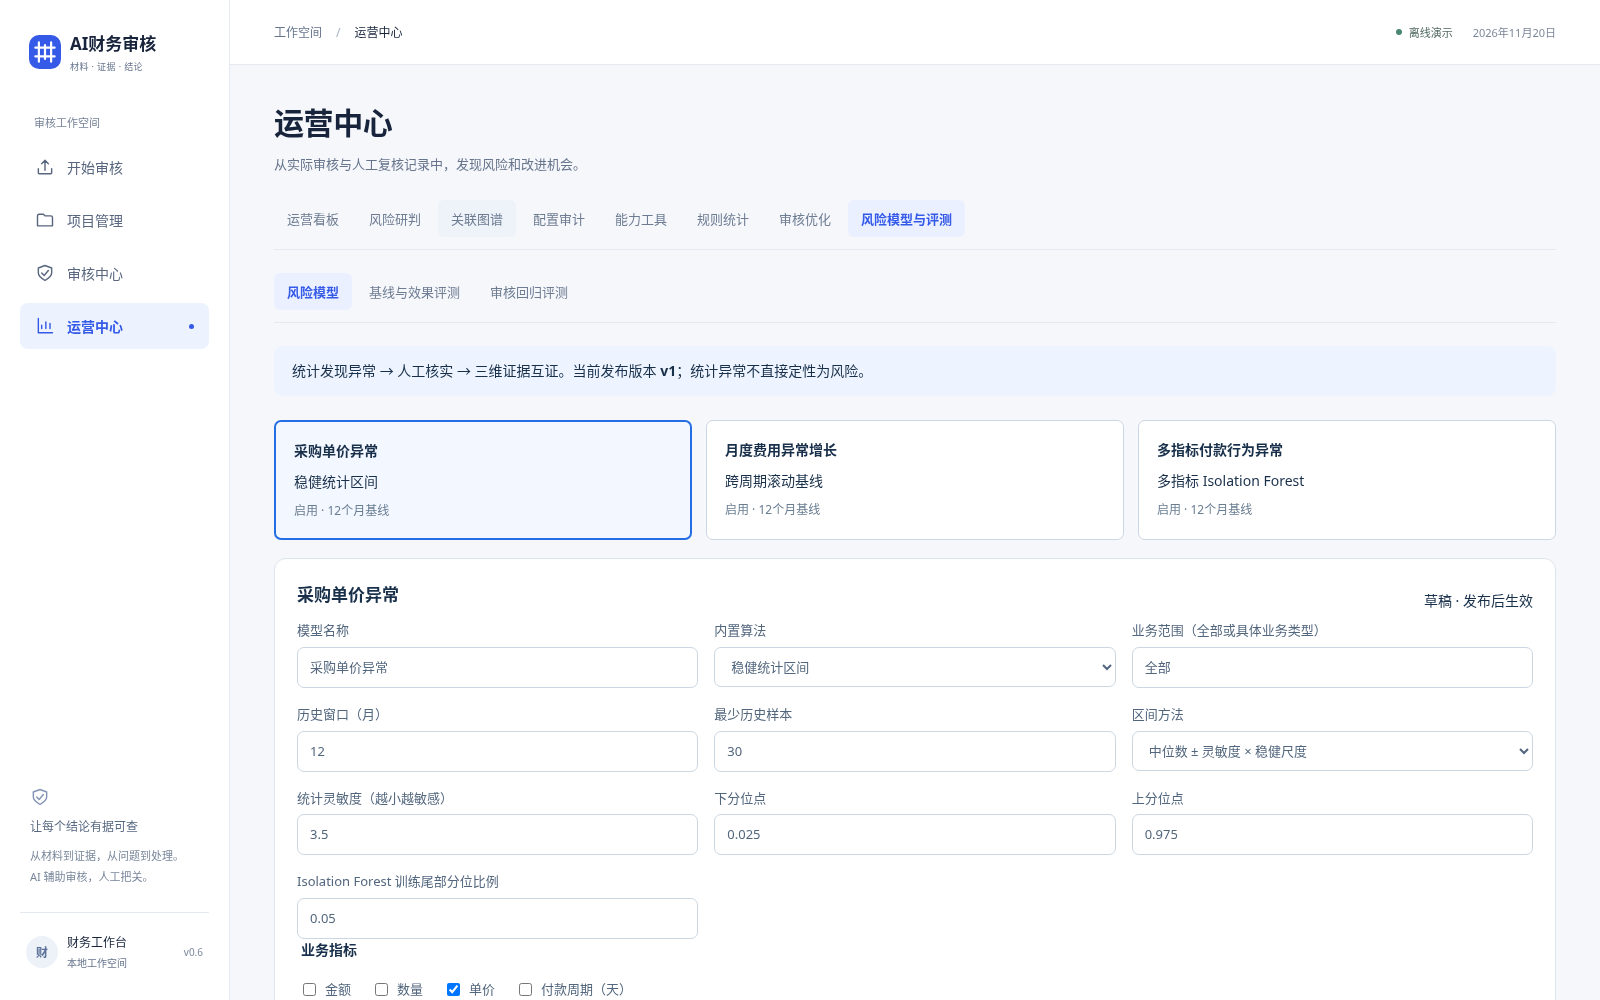 AI财务审核
材料 · 证据 · 结论
审核工作空间
开始审核
项目管理
审核中心
运营中心
让每个结论有据可查
从材料到证据，从问题到处理。
AI 辅助审核，人工把关。
财
财务工作台
本地工作空间
v0.6
工作空间 / 运营中心
离线演示
2026年11月20日
运营中心
从实际审核与人工复核记录中，发现风险和改进机会。
运营看板 风险研判 关联图谱 配置审计 能力工具 规则统计 审核优化 风险模型与评测
风险模型 基线与效果评测 审核回归评测
统计发现异常 → 人工核实 → 三维证据互证。当前发布版本 v1；统计异常不直接定性为风险。
采购单价异常
稳健统计区间
启用 · 12个月基线
月度费用异常增长
跨周期滚动基线
启用 · 12个月基线
多指标付款行为异常
多指标 Isolation Forest
启用 · 12个月基线
采购单价异常
草稿 · 发布后生效
模型名称
采购单价异常
内置算法
稳健统计区间
业务范围（全部或具体业务类型）
全部
历史窗口（月）
12
最少历史样本
30
区间方法
中位数 ± 灵敏度 × 稳健尺度
统计灵敏度（越小越敏感）
3.5
下分位点
0.025
上分位点
0.975
Isolation Forest 训练尾部分位比例
0.05
业务指标
金额 数量 单价 付款周期（天）